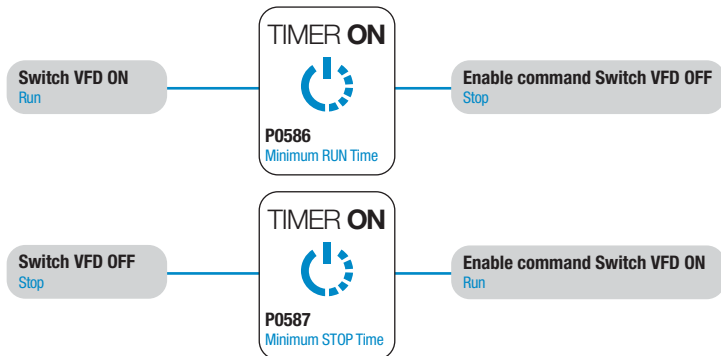 Switch VFD ON
Run
TIMER ON
P0586
Minimum RUN Time
Enable command Switch VFD OFF
Stop
Switch VFD OFF
Stop
TIMER ON
P0587
Minimum STOP Time
Enable command Switch VFD ON
Run